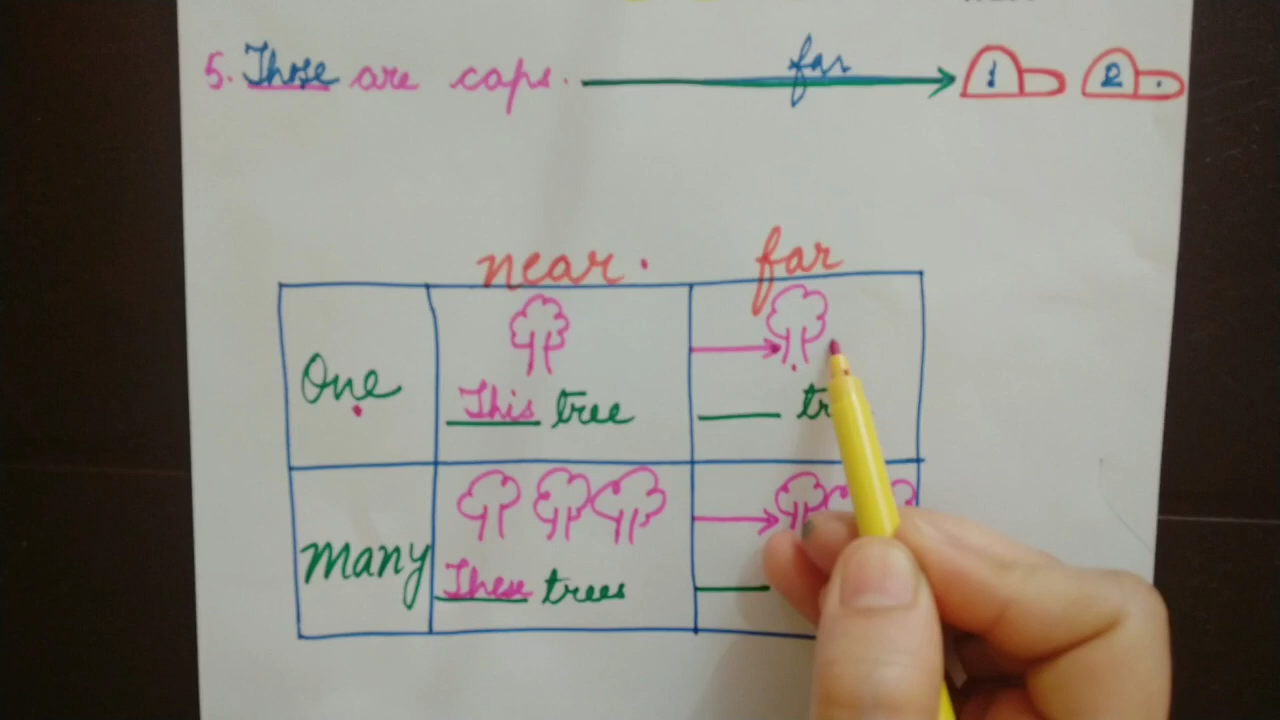 5. Those are caps. far 1 2
near. far
One This tree
many These trees